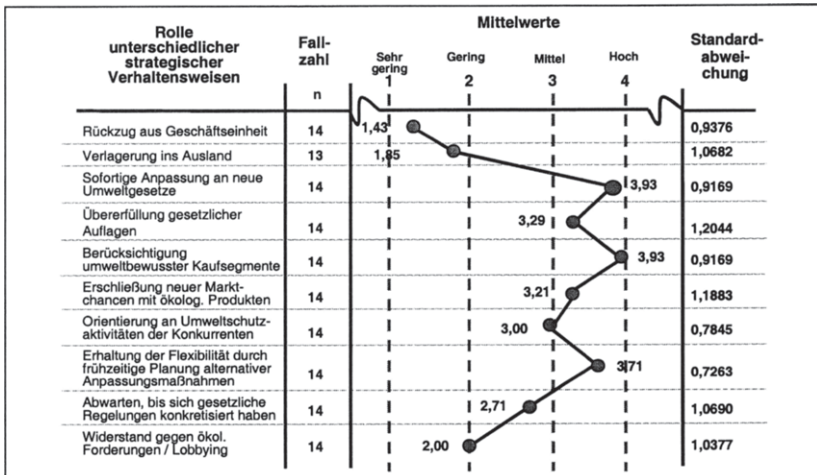 Rolle
unterschiedlicher
strategischer
Verhaltensweisen
Fall-
zahl
n
Mittelwerte
Sehr
gering
1
Gering
2
Mittel
3
Hoch
4
Standard-
abwei-
chung
Rückzug aus Geschäftseinheit 14 1,43 0,9376
Verlagerung ins Ausland 13 1,85 1,0682
Sofortige Anpassung an neue
Umweltgesetze 14 3,93 0,9169
Übererfüllung gesetzlicher
Auflagen 14 3,29 1,2044
Berücksichtigung
umweltbewusster Kaufsegmente 14 3,93 0,9169
Erschließung neuer Markt-
chancen mit ökolog. Produkten 14 3,21 1,1883
Orientierung an Umweltschutz-
aktivitäten der Konkurrenten 14 3,00 0,7845
Erhaltung der Flexibilität durch
frühzeitige Planung alternativer
Anpassungsmaßnahmen 14 3,71 0,7263
Abwarten, bis sich gesetzliche
Regelungen konkretisiert haben 14 2,71 1,0690
Widerstand gegen ökol.
Forderungen / Lobbying 14 2,00 1,0377